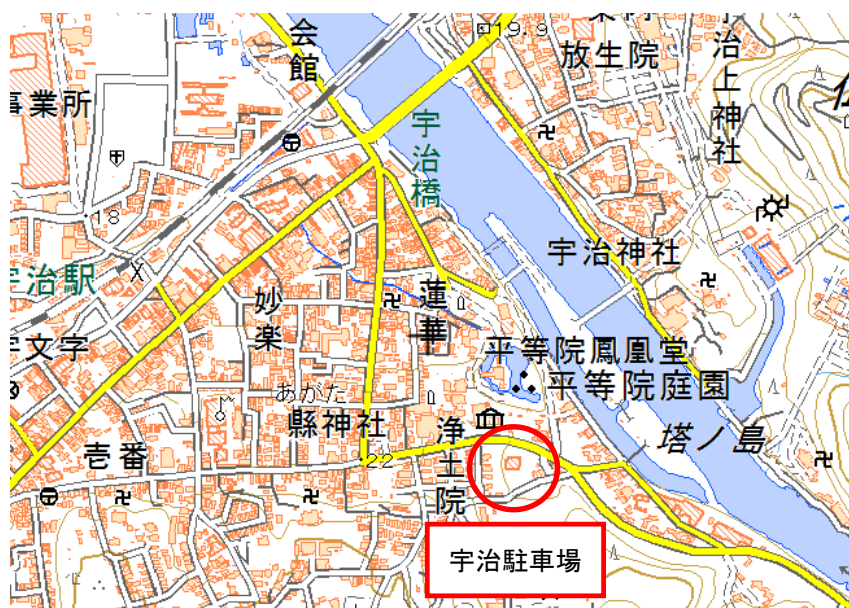 会館
19.9
放生院
宇治上神社
事業所
宇治橋
18
宇治駅
宇治神社
妙楽
蓮華
平等院鳳凰堂
平等院庭園
文字
あがた
縣神社
塔ノ島
壱番
22
浄土院
宇治駐車場